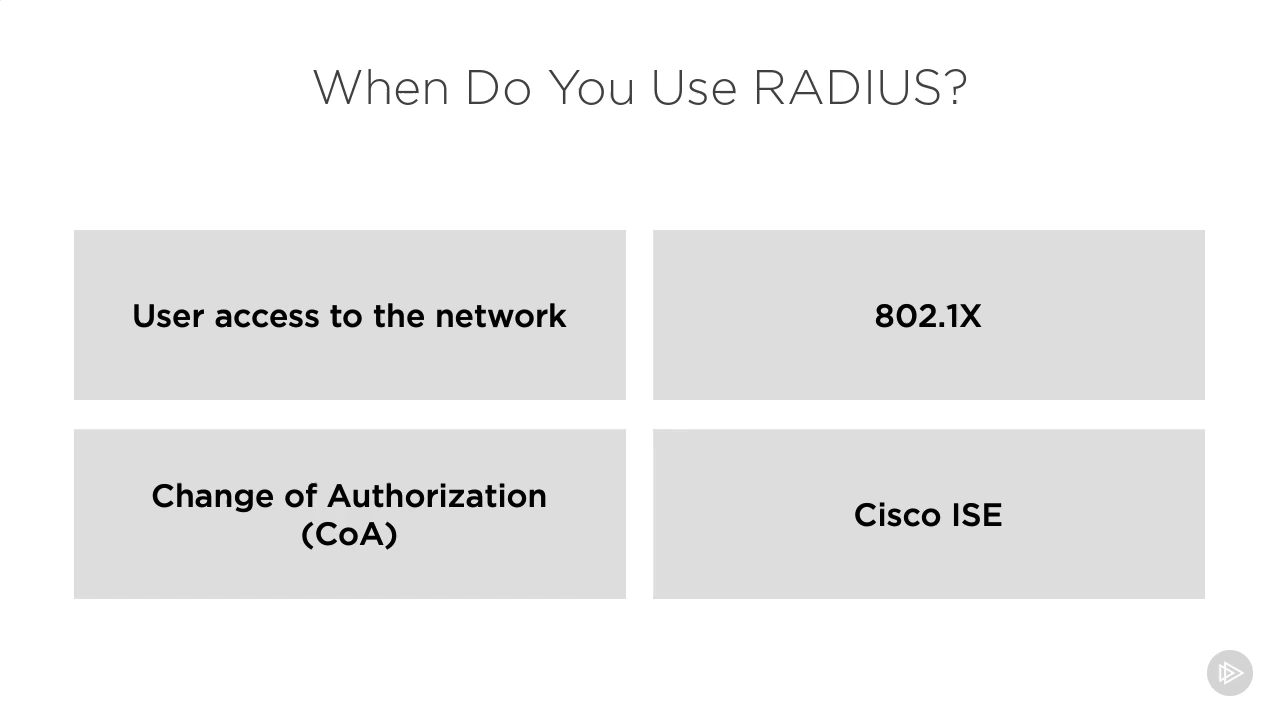 When Do You Use RADIUS?
User access to the network
802.1X
Change of Authorization
(CoA)
Cisco ISE